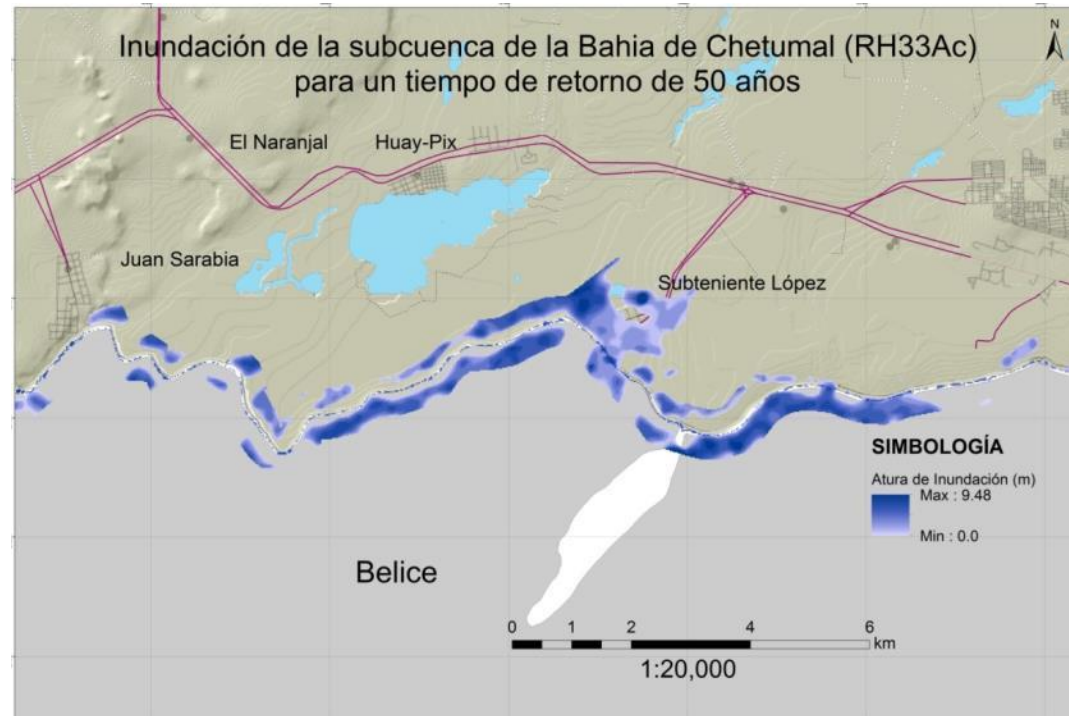 Inundación de la subcuenca de la Bahia de Chetumal (RH33Ac)
para un tiempo de retorno de 50 años
N
El Naranjal
Huay-Pix
Juan Sarabia
Subteniente López
SIMBOLOGÍA
Atura de Inundación (m)
Max : 9.48
Min : 0.0
Belice
0 1 2 4 6
km
1:20,000